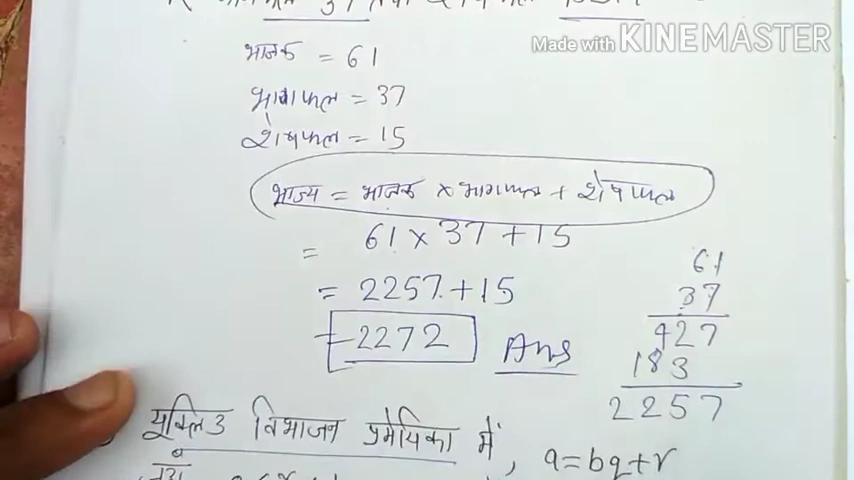 Made with KINEMASTER
भाजक = 61
भागफल = 37
शेषफल = 15
भाज्य = भाजक × भागफल + शेषफल
= 61 × 37 + 15
= 2257 + 15
= 2272 Ans
61
37
427
183
2257
यूक्लिड विभाजन प्रमेयिका में, a = bq + r